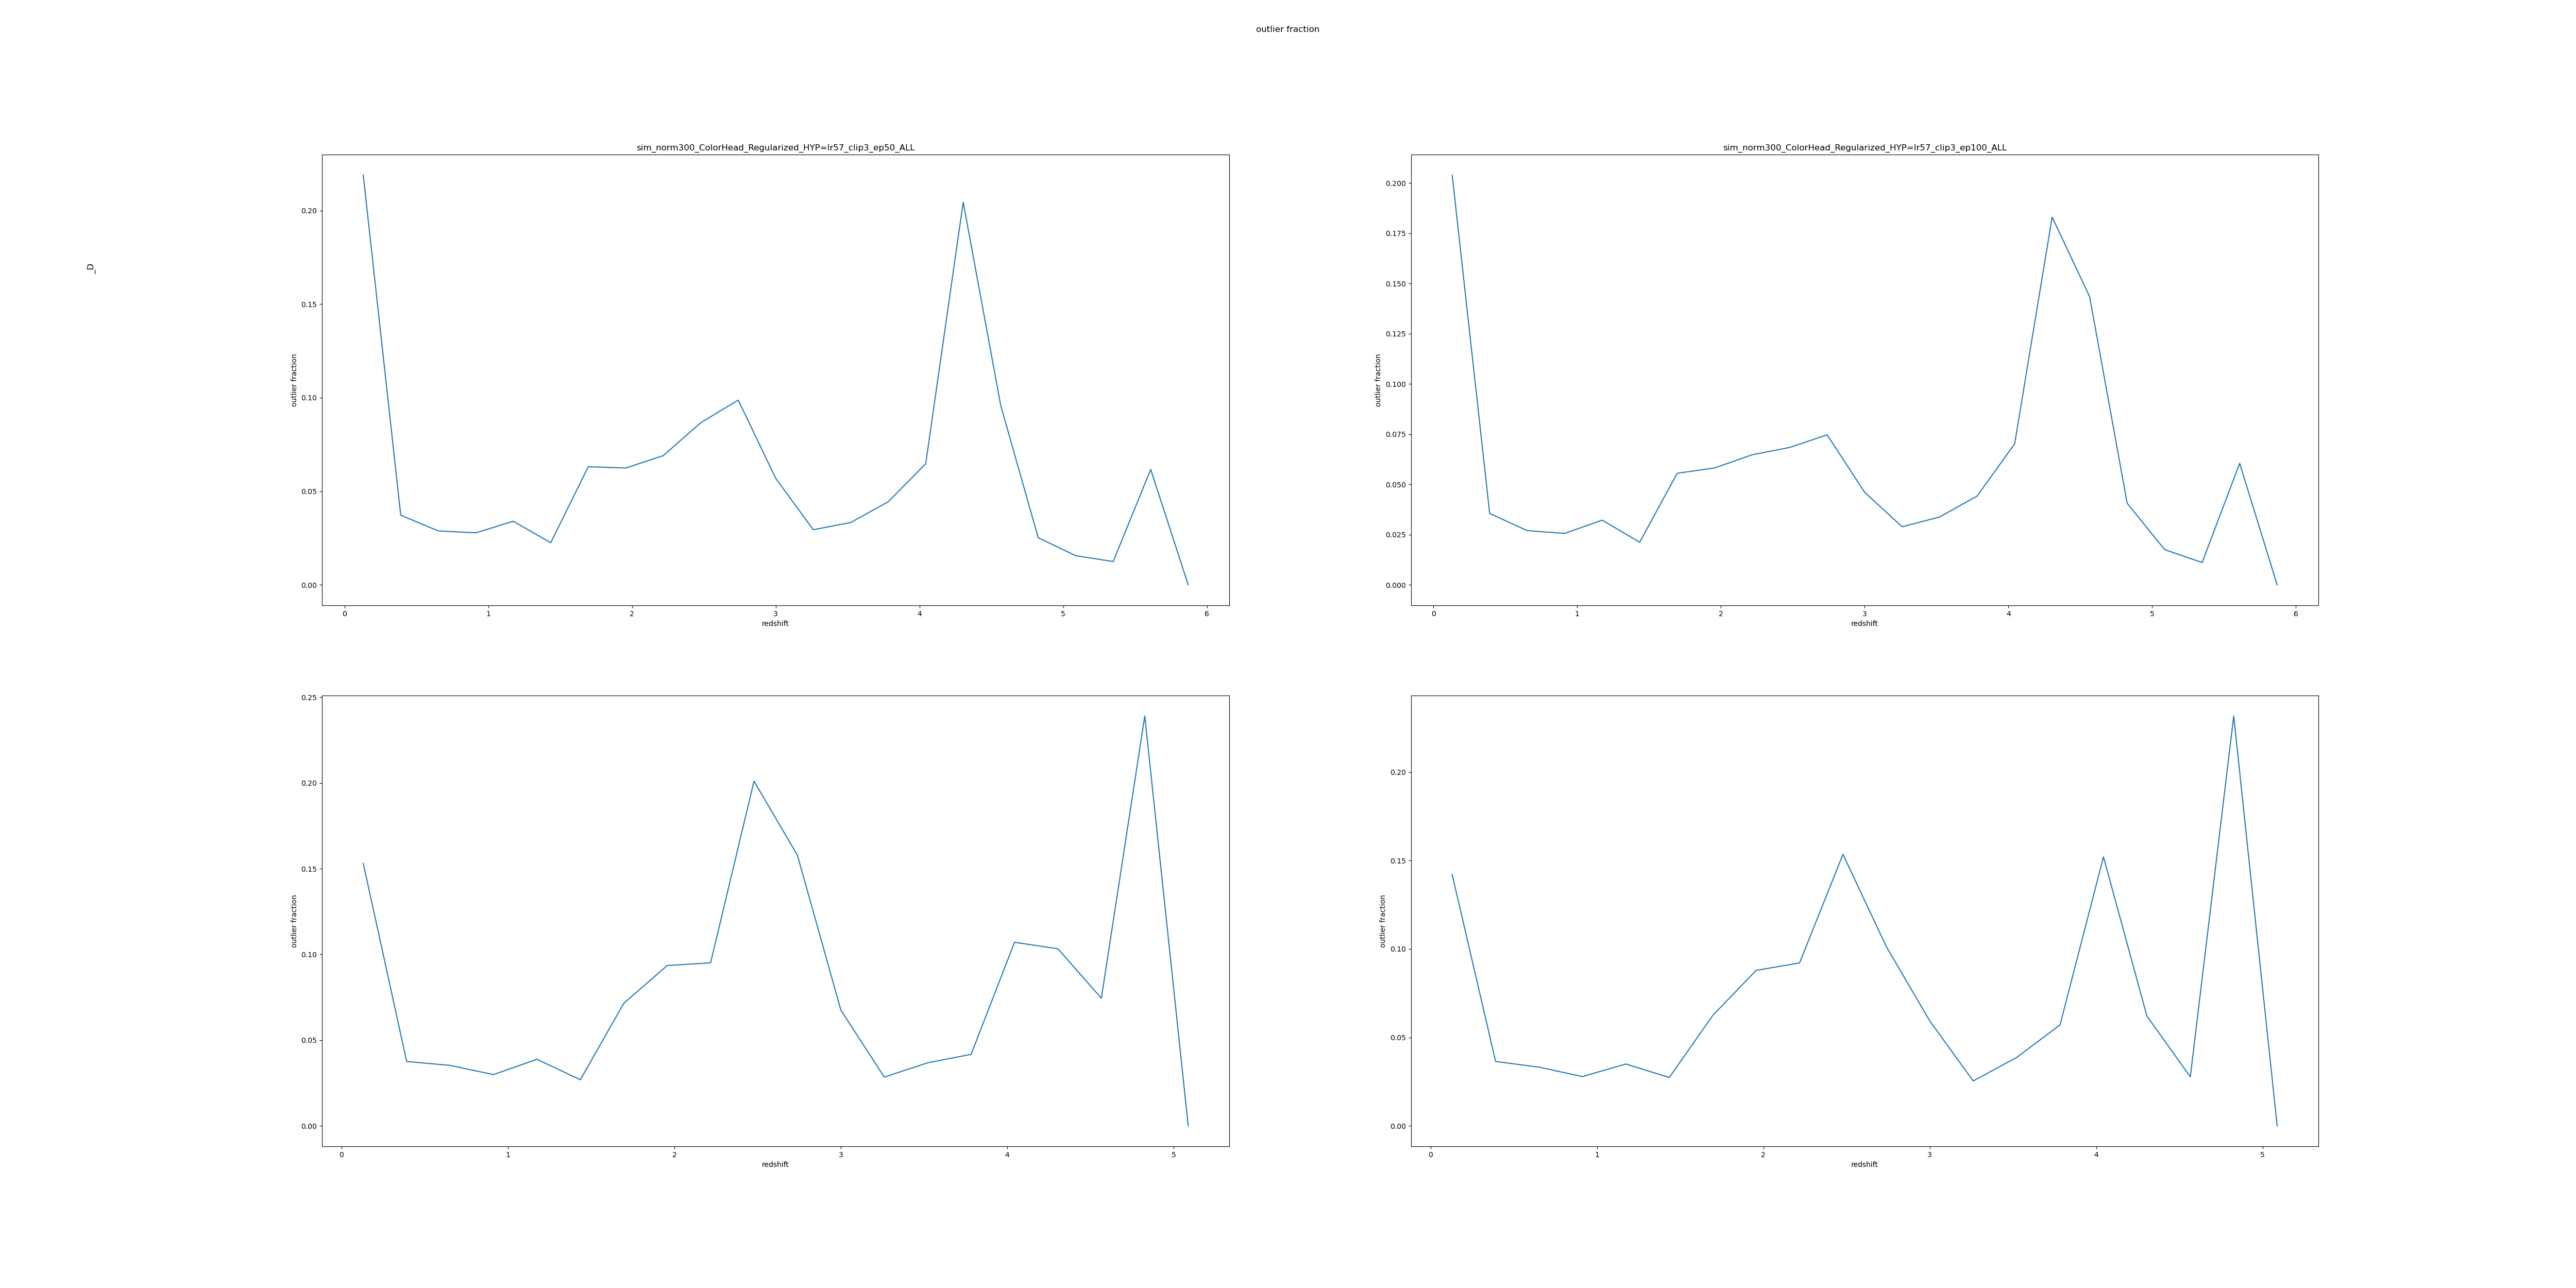 outlier fraction
_D
sim_norm300_ColorHead_Regularized_HYP=lr57_clip3_ep50_ALL
outlier fraction
0.20
0.15
0.10
0.05
0.00
0 1 2 3 4 5 6
redshift
sim_norm300_ColorHead_Regularized_HYP=lr57_clip3_ep100_ALL
outlier fraction
0.200
0.175
0.150
0.125
0.100
0.075
0.050
0.025
0.000
0 1 2 3 4 5 6
redshift
outlier fraction
0.25
0.20
0.15
0.10
0.05
0.00
0 1 2 3 4 5
redshift
outlier fraction
0.20
0.15
0.10
0.05
0.00
0 1 2 3 4 5
redshift